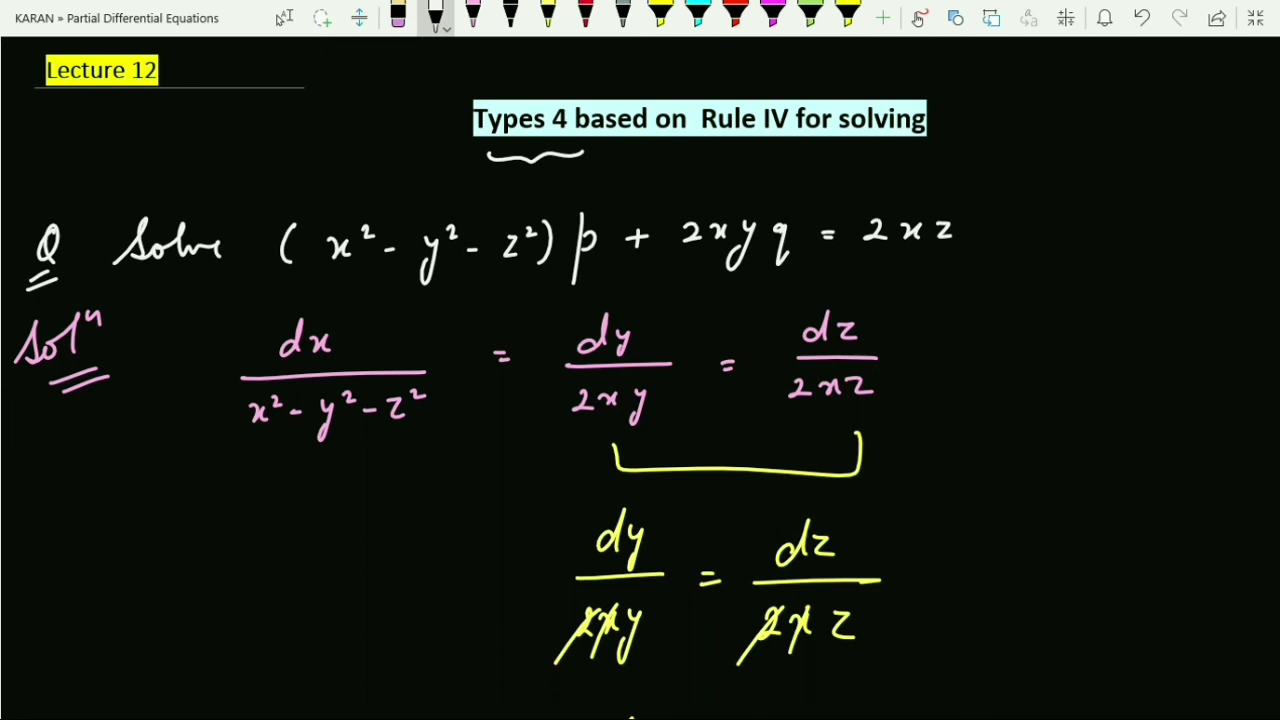 KARAN » Partial Differential Equations
Lecture 12
Types 4 based on Rule IV for solving
Q Solve (x² - y² - z²) p + 2xy q = 2xz
Solⁿ dx/(x² - y² - z²) = dy/(2xy) = dz/(2xz)
dy/(2xy) = dz/(2xz)